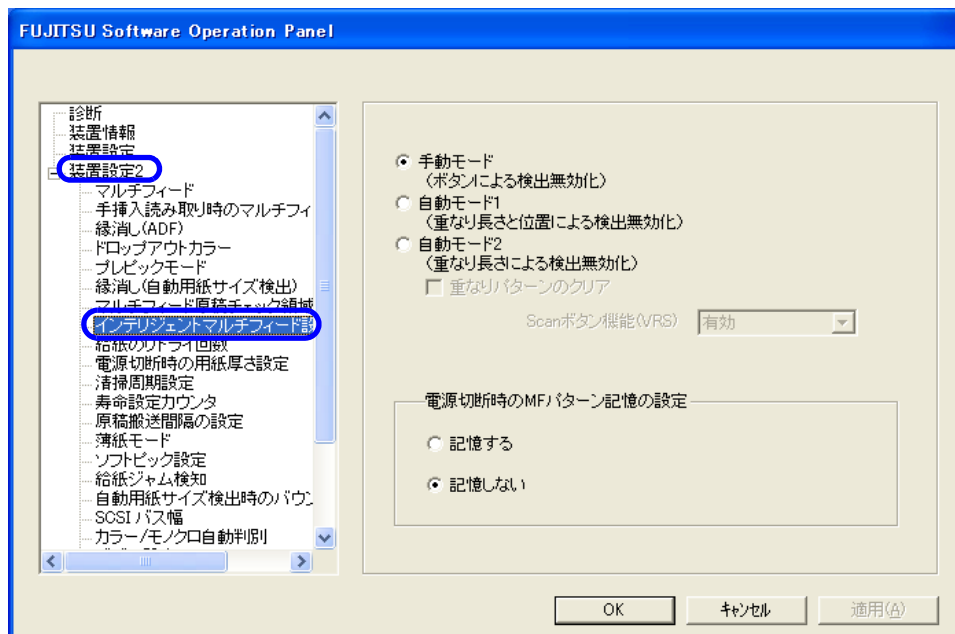 FUJITSU Software Operation Panel
診断
装置情報
装置設定
装置設定2
マルチフィード
手挿入読み取り時のマルチフィ
縁消し(ADF)
ドロップアウトカラー
プレピックモード
縁消し(自動用紙サイズ検出)
マルチフィード原稿チェック領域
インテリジェントマルチフィード設
給紙のリトライ回数
電源切断時の用紙厚さ設定
清掃周期設定
寿命設定カウンタ
原稿搬送間隔の設定
薄紙モード
ソフトピック設定
給紙ジャム検知
自動用紙サイズ検出時のバウン
SCSI バス幅
カラー/モノクロ自動判別
手動モード
(ボタンによる検出無効化)
自動モード1
(重なり長さと位置による検出無効化)
自動モード2
(重なり長さによる検出無効化)
重なりパターンのクリア
Scanボタン機能(VRS) 有効
電源切断時のMFパターン記憶の設定
記憶する
記憶しない
OK キャンセル 適用(A)